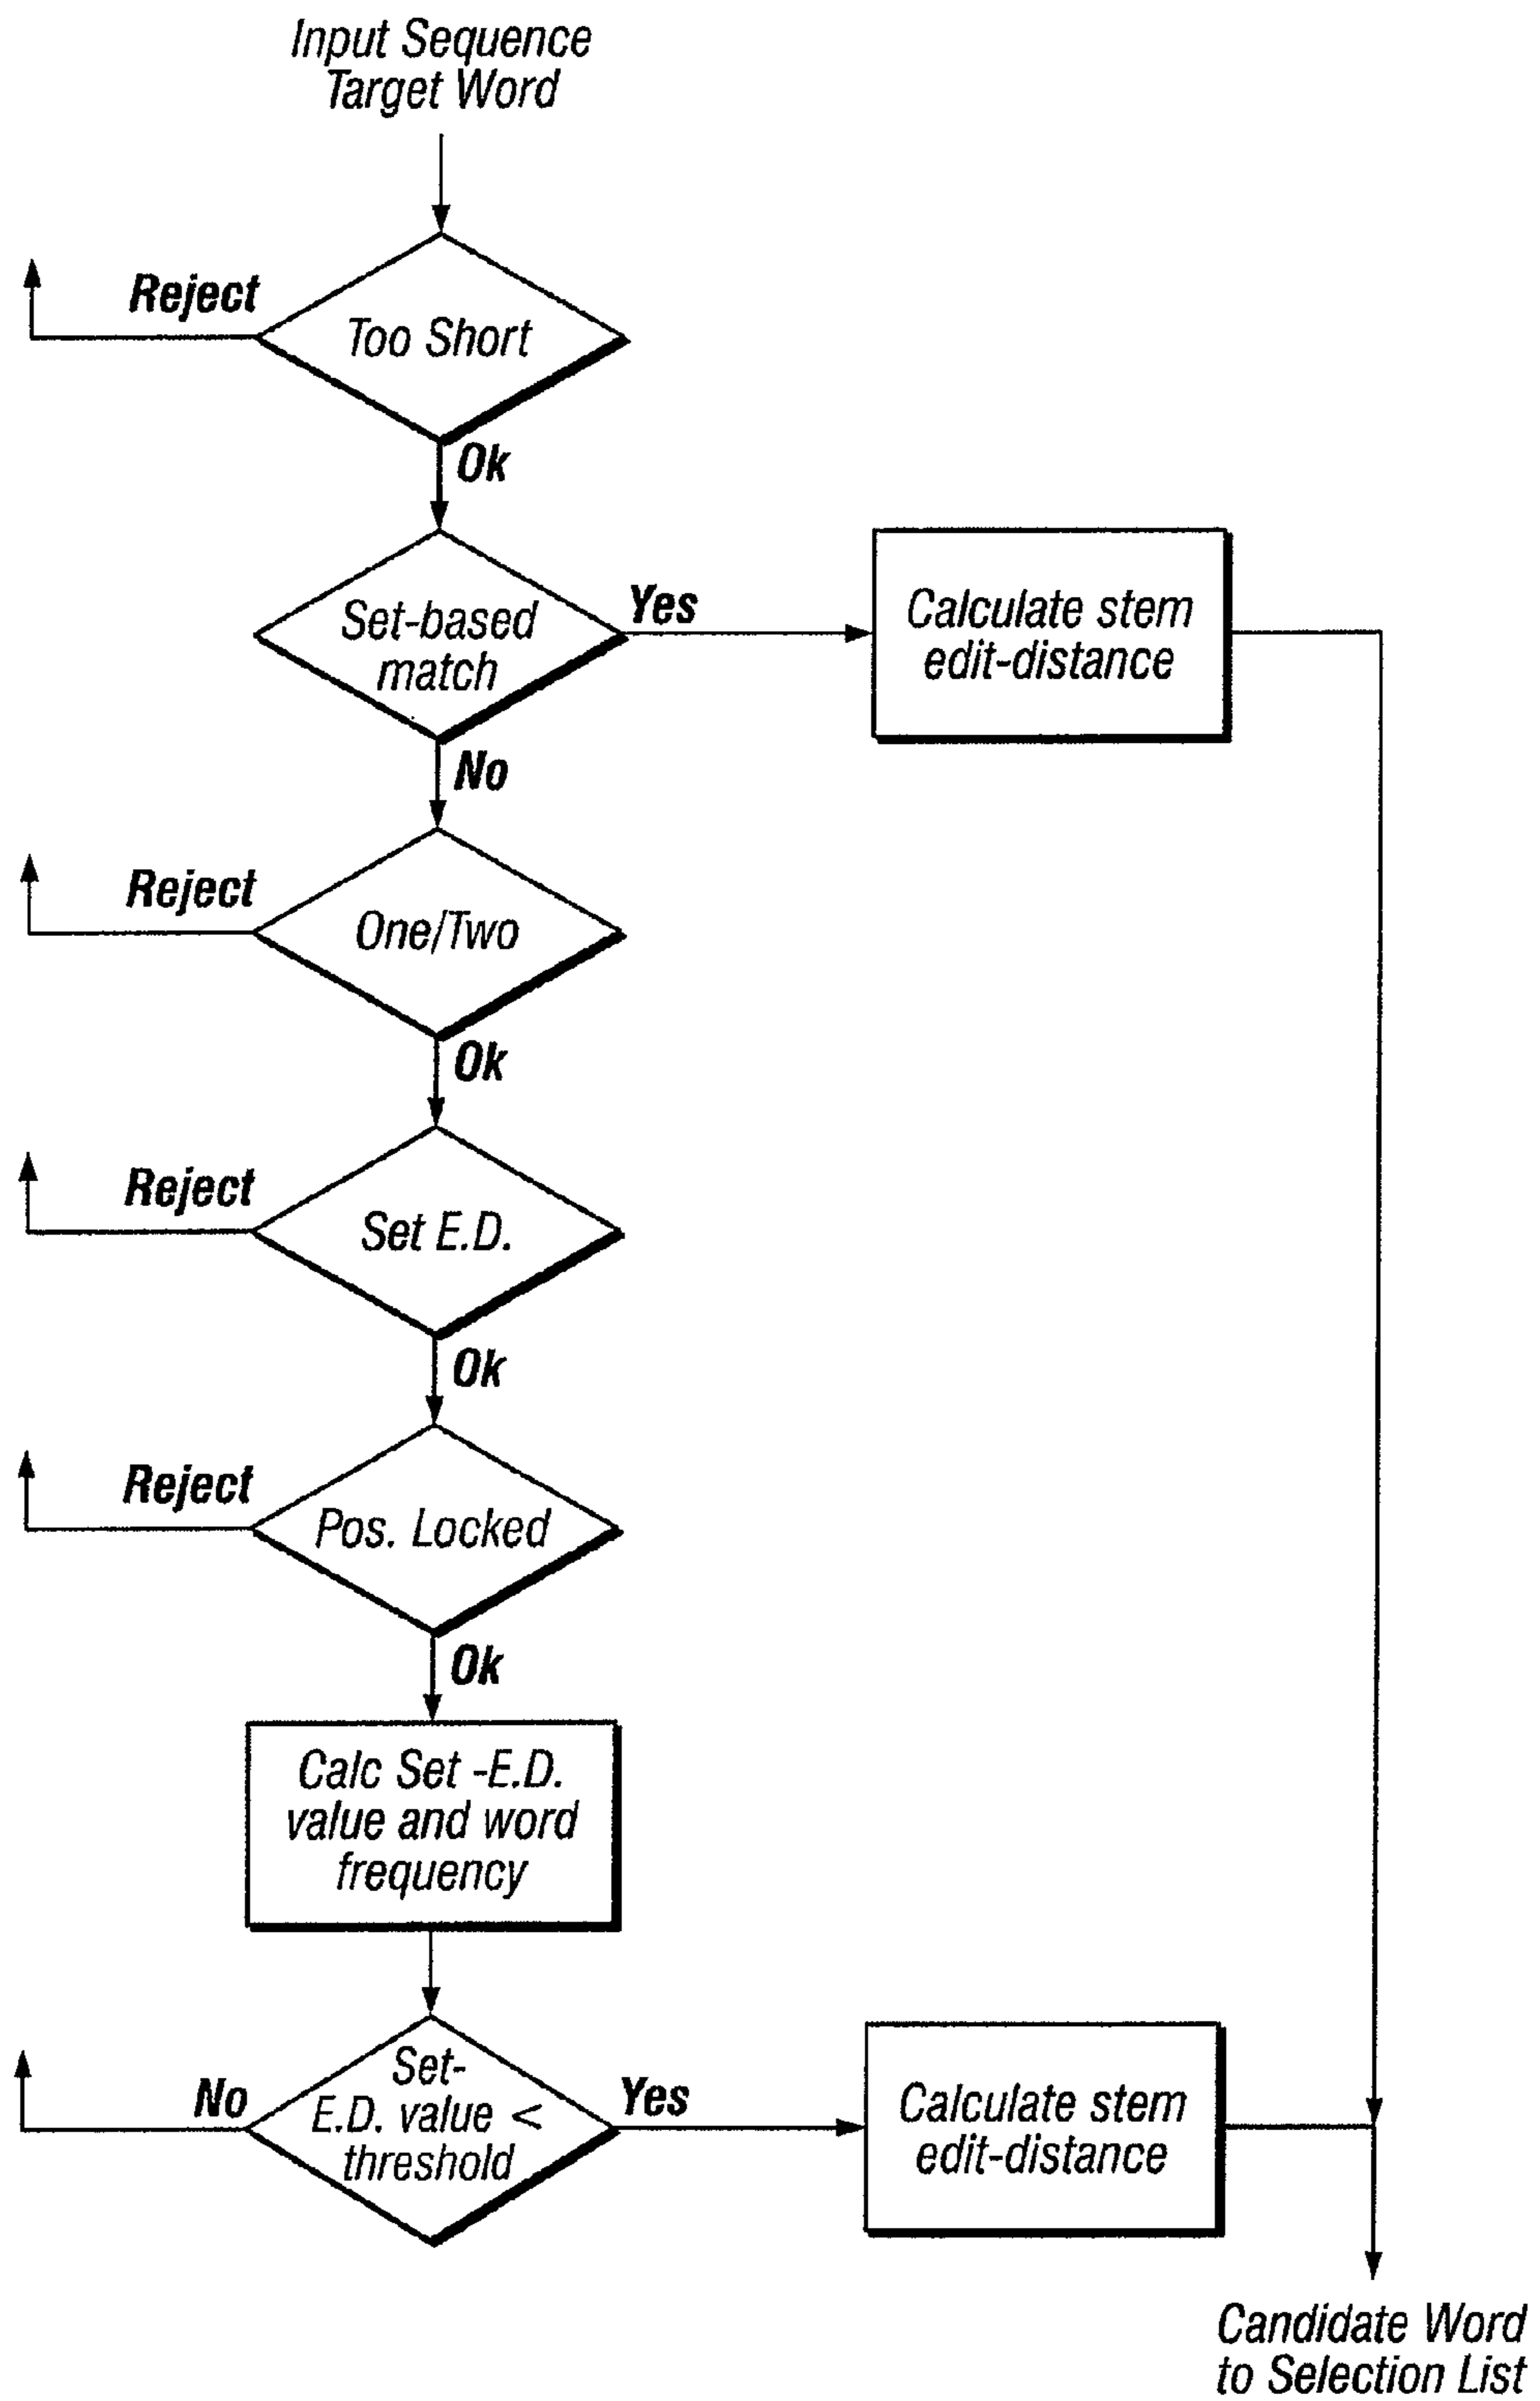 Input Sequence
Target Word
Reject
Too Short
Ok
Set-based
match
Yes
Calculate stem
edit-distance
No
Reject
One/Two
Ok
Reject
Set E.D.
Ok
Reject
Pos. Locked
Ok
Calc Set -E.D.
value and word
frequency
No
Set-
E.D. value <
threshold
Yes
Calculate stem
edit-distance
Candidate Word
to Selection List